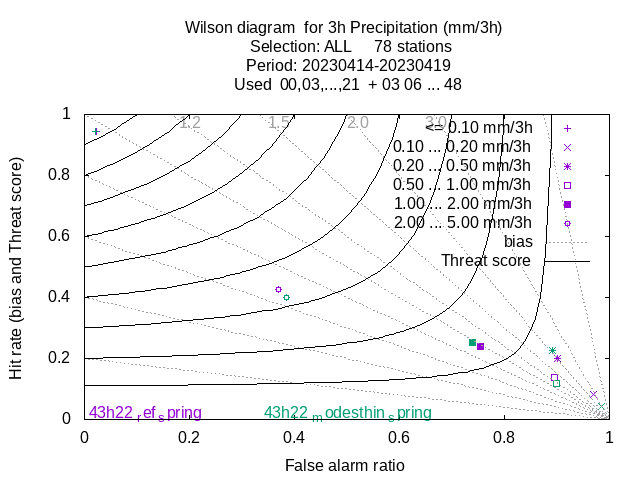 Wilson diagram  for 3h Precipitation (mm/3h)
Selection: ALL     78 stations
Period: 20230414-20230419
Used  00,03,...,21  + 03 06 ... 48
1.2 1.5 2.0 3.0
<= 0.10 mm/3h
0.10 ... 0.20 mm/3h
0.20 ... 0.50 mm/3h
0.50 ... 1.00 mm/3h
1.00 ... 2.00 mm/3h
2.00 ... 5.00 mm/3h
bias
Threat score
1
0.8
0.6
0.4
0.2
0
Hit rate (bias and Threat score)
43h22_ref_spring
43h22_modesthin_spring
0 0.2 0.4 0.6 0.8 1
False alarm ratio